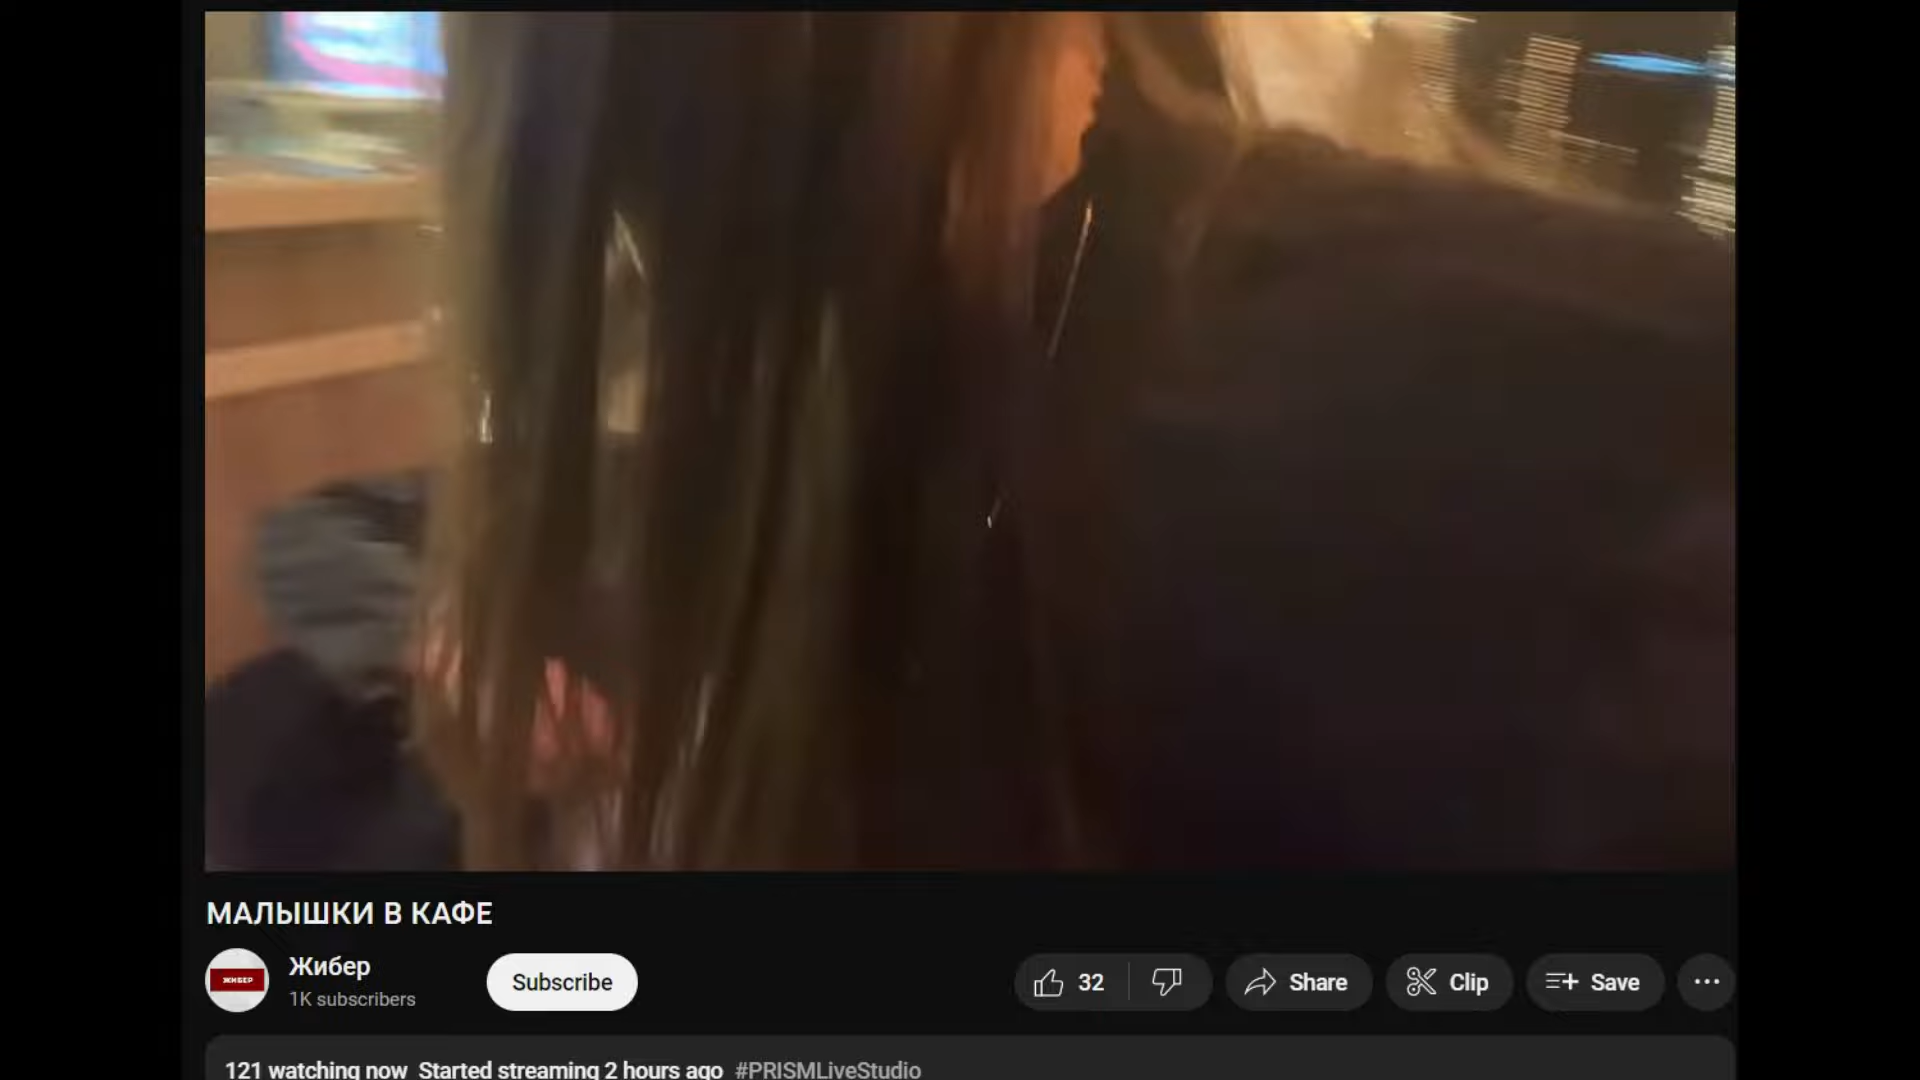 МАЛЫШКИ В КАФЕ
ЖИБЕР
Жибер
1K subscribers
Subscribe
32
Share
Clip
Save
121 watching now Started streaming 2 hours ago #PRISMLiveStudio